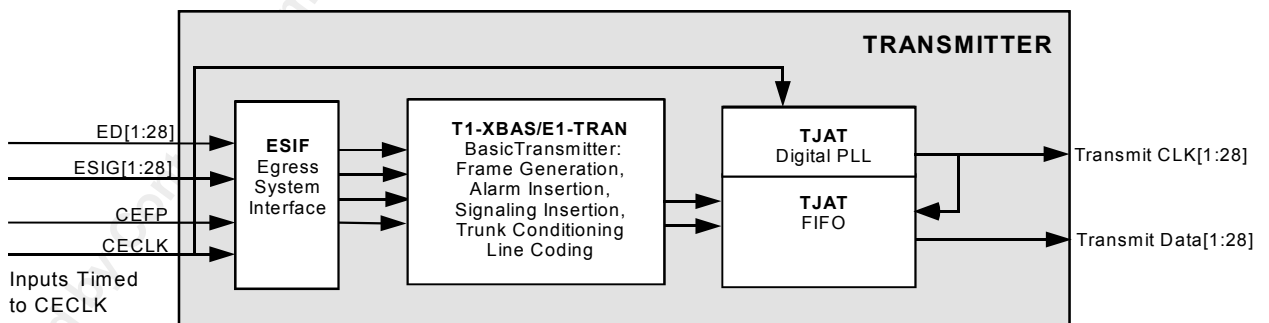 TRANSMITTER
ED[1:28]
ESIG[1:28]
CEFP
CECLK
Inputs Timed
to CECLK
ESIF
Egress
System
Interface
T1-XBAS/E1-TRAN
BasicTransmitter:
Frame Generation,
Alarm Insertion,
Signaling Insertion,
Trunk Conditioning
Line Coding
TJAT
Digital PLL
TJAT
FIFO
Transmit CLK[1:28]
Transmit Data[1:28]